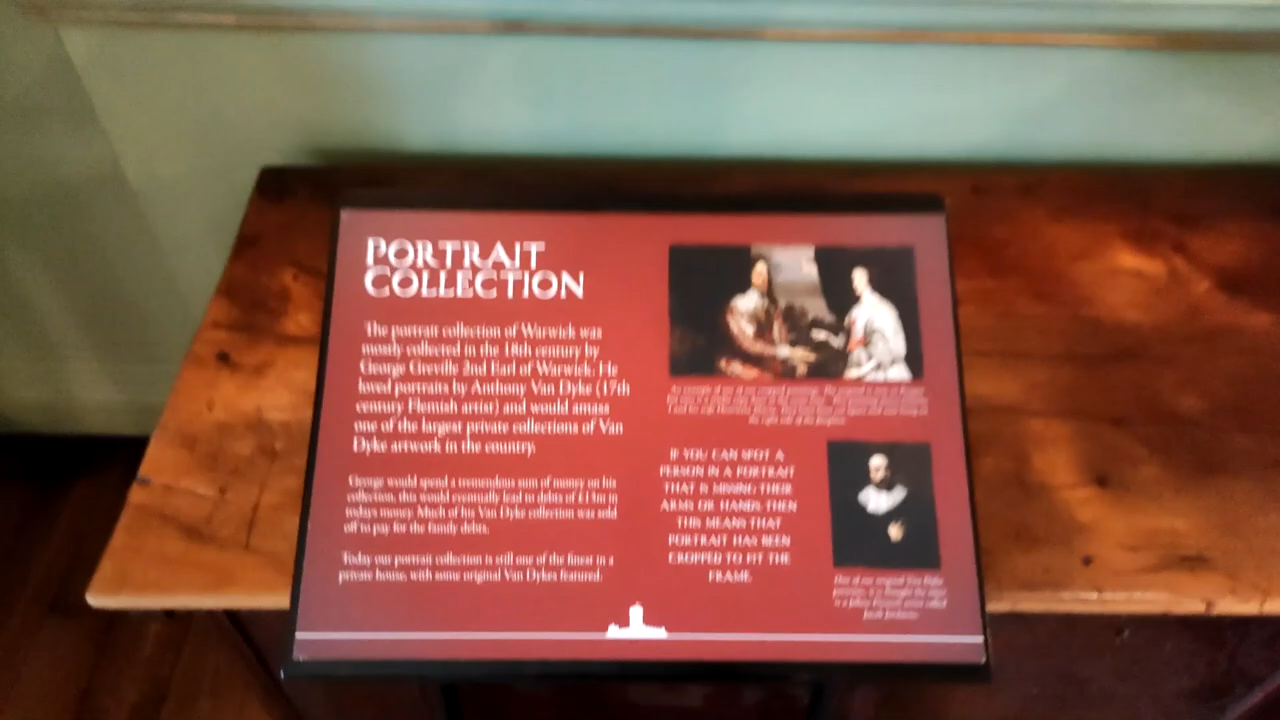 PORTRAIT
COLLECTION
The portrait collection of Warwick was
mostly collected in the 18th century by
George Greville 2nd Earl of Warwick. He
loved portraits by Anthony Van Dyke (17th
century Flemish artist) and would amass
one of the largest private collections of Van
Dyke artwork in the country.
George would spend a tremendous sum of money on his
collection, this would eventually lead to debts of in
todays money. Much of his Van Dyke collection was sold
off to pay for the family debts.
Today our portrait collection is still one of the finest in a
private house, with some original Van Dykes featured.
IF YOU CAN SPOT A
PERSON IN A PORTRAIT
THAT IS MISSING THEIR
ARMS OR HANDS THEN
THIS MEANS THAT
PORTRAIT HAS BEEN
CROPPED TO FIT THE
FRAME.
One of our original Van Dyke